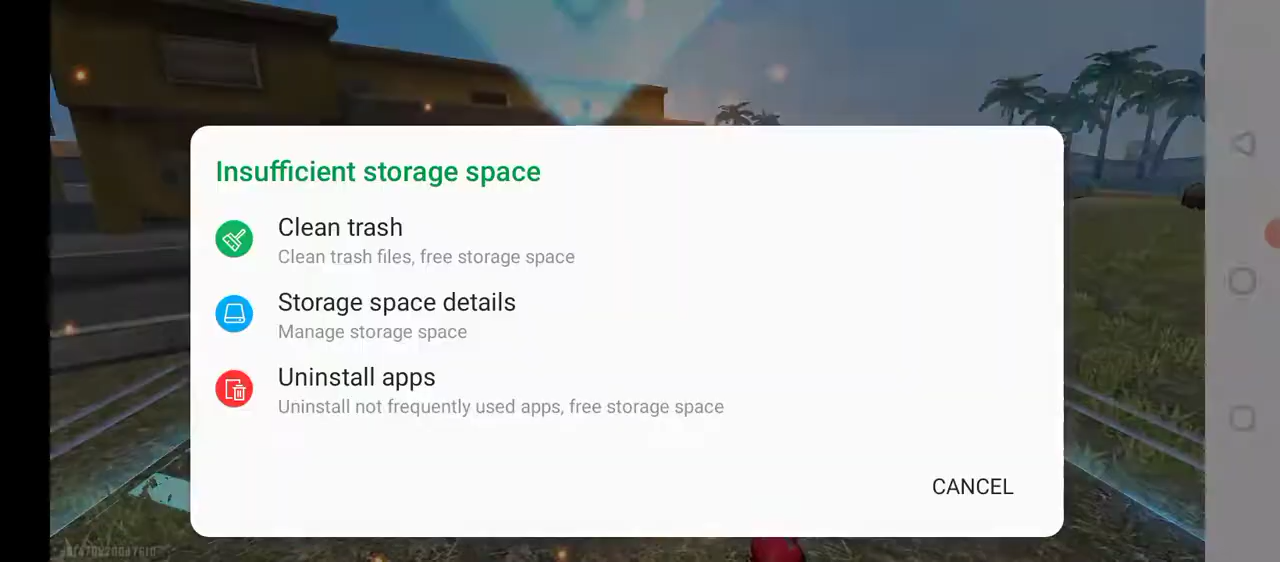 Insufficient storage space
Clean trash
Clean trash files, free storage space
Storage space details
Manage storage space
Uninstall apps
Uninstall not frequently used apps, free storage space
CANCEL